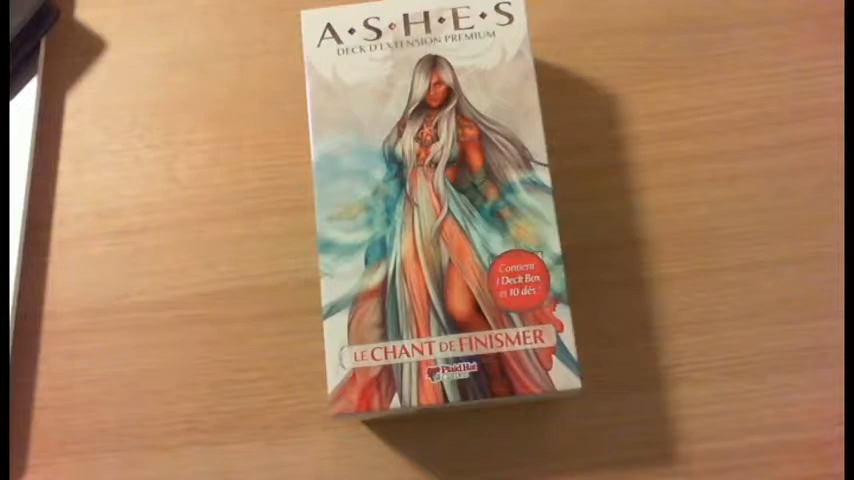 A·S·H·E·S
DECK D'EXTENSION PREMIUM
Contient
1 Deck Box
et 10 dés
LE CHANT DE FINISMER
Plaid Hat